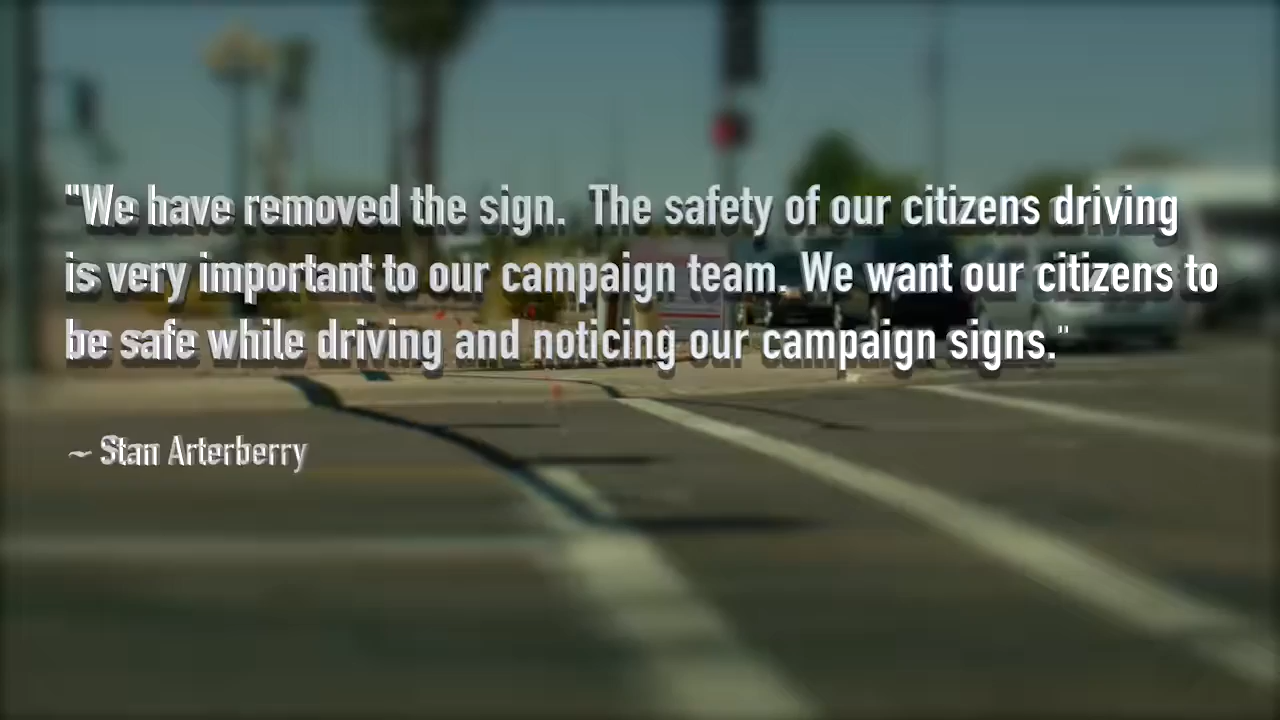 "We have removed the sign.  The safety of our citizens driving
is very important to our campaign team. We want our citizens to
be safe while driving and noticing our campaign signs."
~ Stan Arterberry